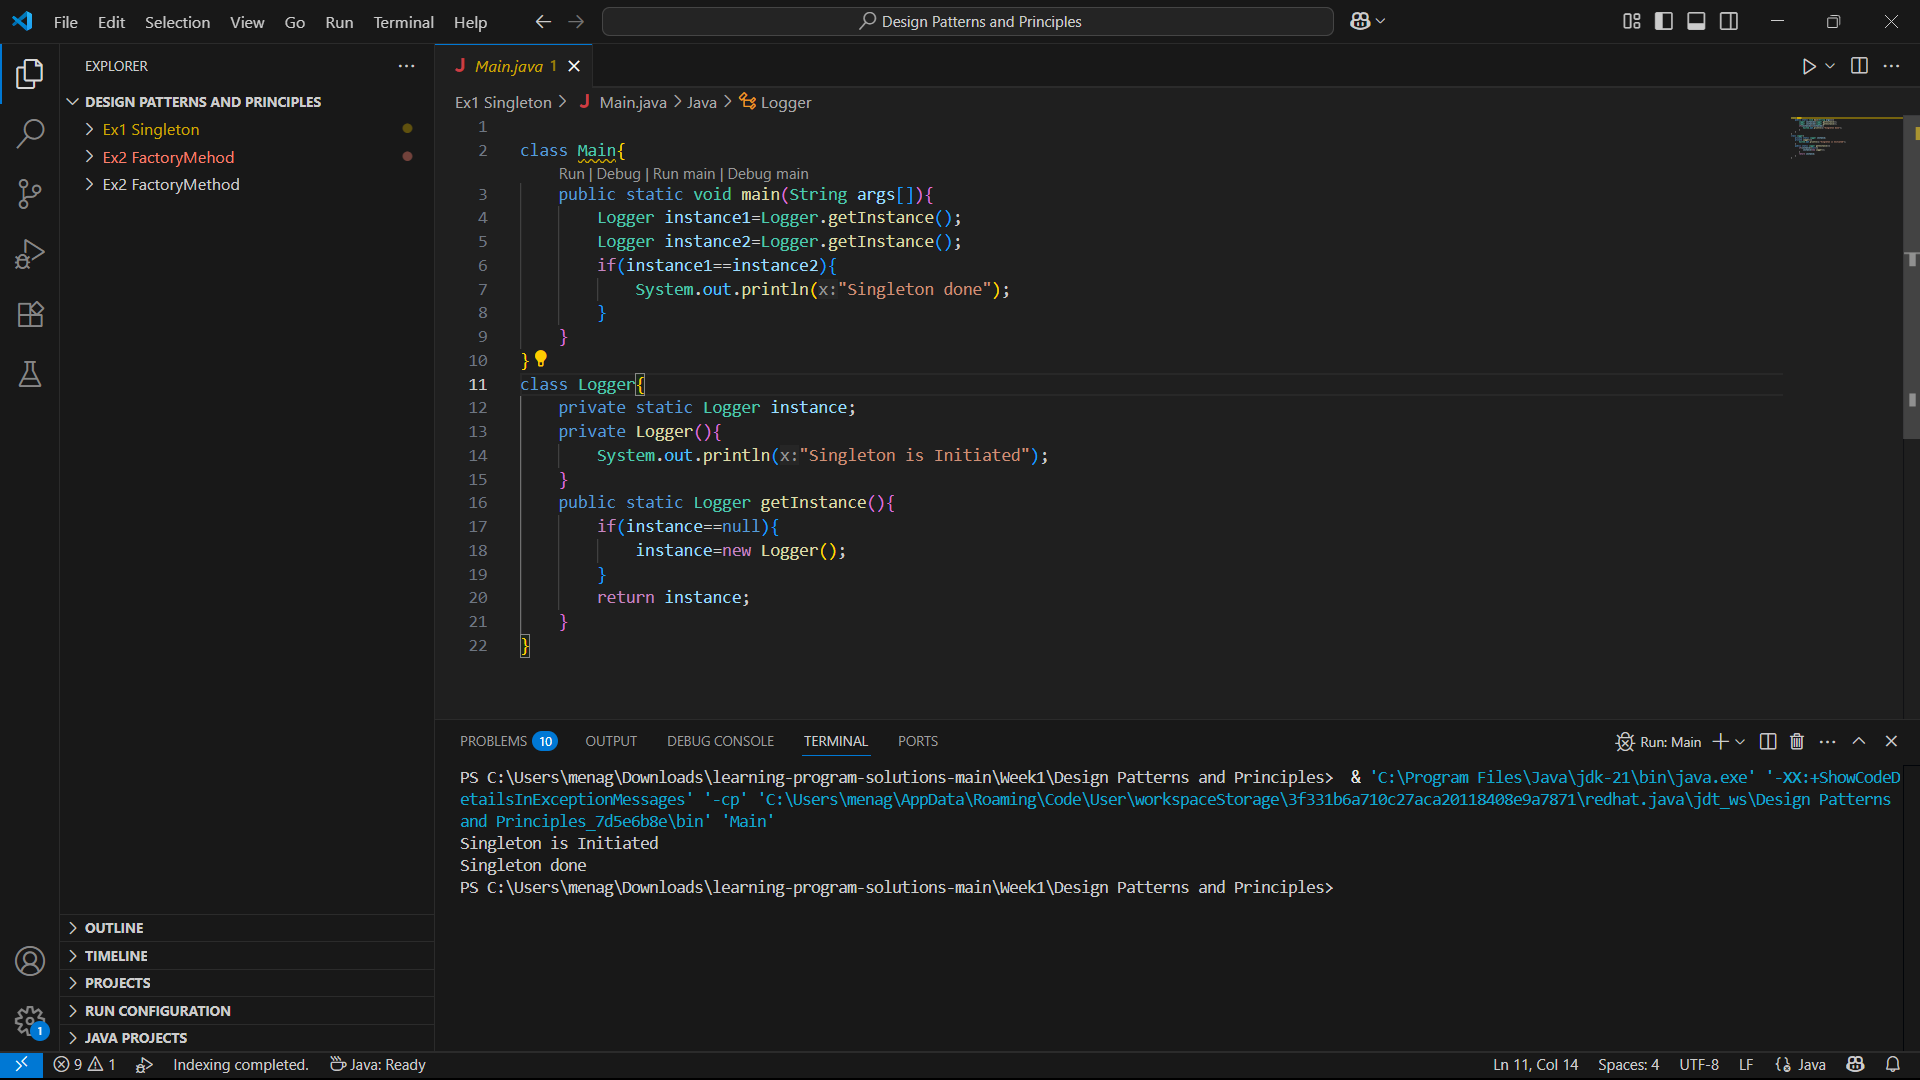 File Edit Selection View Go Run Terminal Help
Design Patterns and Principles
EXPLORER
DESIGN PATTERNS AND PRINCIPLES
Ex1 Singleton
Ex2 FactoryMehod
Ex2 FactoryMethod
OUTLINE
TIMELINE
PROJECTS
RUN CONFIGURATION
JAVA PROJECTS
J Main.java 1
Ex1 Singleton > J Main.java > Java > Logger
1
2 class Main{
Run | Debug | Run main | Debug main
3 public static void main(String args[]){
4 Logger instance1=Logger.getInstance();
5 Logger instance2=Logger.getInstance();
6 if(instance1==instance2){
7 System.out.println(x:"Singleton done");
8 }
9 }
10 }
11 class Logger{
12 private static Logger instance;
13 private Logger(){
14 System.out.println(x:"Singleton is Initiated");
15 }
16 public static Logger getInstance(){
17 if(instance==null){
18 instance=new Logger();
19 }
20 return instance;
21 }
22 }
PROBLEMS 10 OUTPUT DEBUG CONSOLE TERMINAL PORTS
Run: Main
PS C:\Users\menag\Downloads\learning-program-solutions-main\Week1\Design Patterns and Principles> & 'C:\Program Files\Java\jdk-21\bin\java.exe' '-XX:+ShowCodeD
etailsInExceptionMessages' '-cp' 'C:\Users\menag\AppData\Roaming\Code\User\workspaceStorage\3f331b6a710c27aca20118408e9a7871\redhat.java\jdt_ws\Design Patterns
and Principles_7d5e6b8e\bin' 'Main'
Singleton is Initiated
Singleton done
PS C:\Users\menag\Downloads\learning-program-solutions-main\Week1\Design Patterns and Principles>
1
9 1 Indexing completed. Java: Ready
Ln 11, Col 14 Spaces: 4 UTF-8 LF {} Java